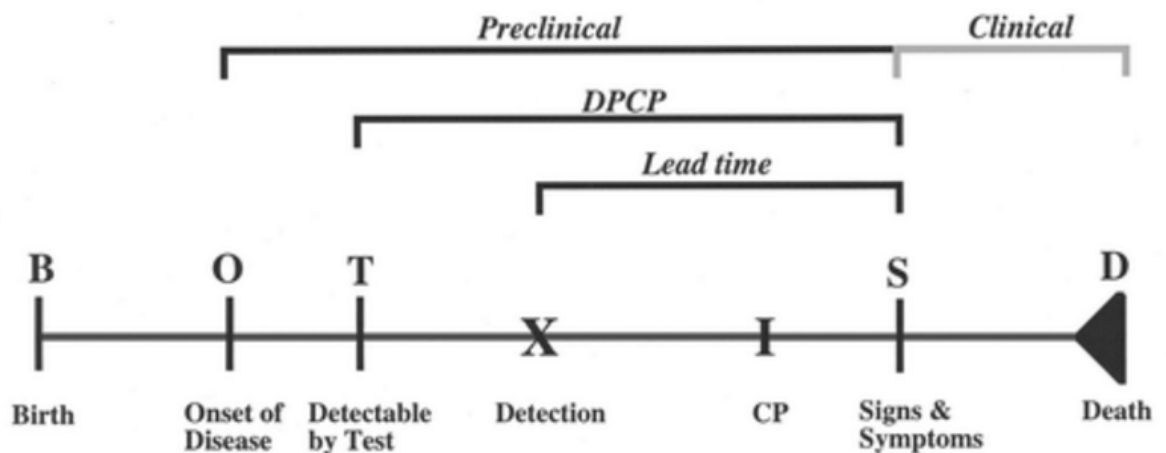 Preclinical Clinical
DPCP
Lead time
B O T S D
X I
Birth Onset of Disease Detectable by Test Detection CP Signs & Symptoms Death